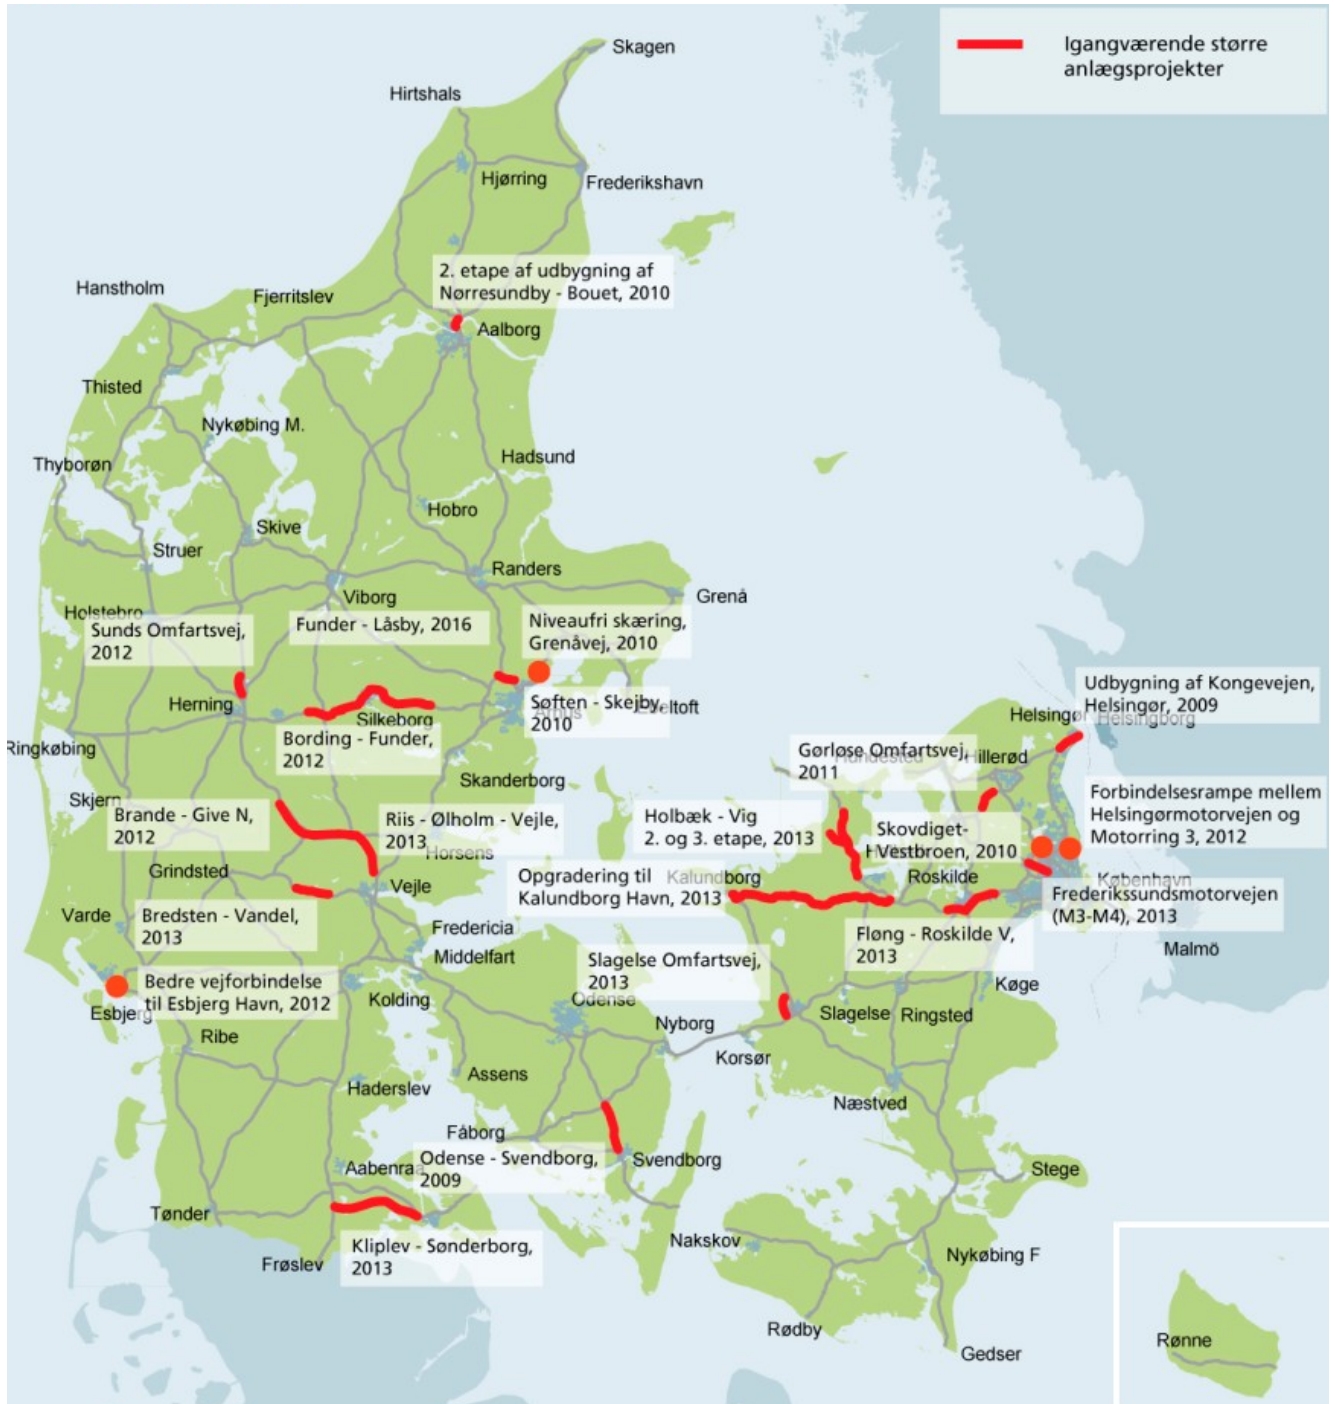 Skagen
Igangværende større
anlægsprojekter
Hirtshals
Hjørring
Frederikshavn
2. etape af udbygning af
Nørresundby - Bouet, 2010
Hanstholm
Fjerritslev
Aalborg
Thisted
Nykøbing M.
Thyborøn
Hadsund
Hobro
Skive
Struer
Randers
Viborg
Grenå
Holstebro
Sunds Omfartsvej,
2012
Funder - Låsby, 2016
Niveaufri skæring,
Grenåvej, 2010
Herning
Silkeborg
Søften - Skejby,
2010
Århus
Ebeltoft
Udbygning af Kongevejen,
Helsingør, 2009
Helsingør
Helsingborg
Ringkøbing
Bording - Funder,
2012
Skanderborg
Gørløse Omfartsvej,
2011
Hundested
Hillerød
Skjern
Brande - Give N,
2012
Riis - Ølholm - Vejle,
2013
Horsens
Holbæk - Vig
2. og 3. etape, 2013
Skovdiget-
Vestbroen, 2010
Forbindelsesrampe mellem
Helsingørmotorvejen og
Motorring 3, 2012
Grindsted
Vejle
Opgradering til
Kalundborg Havn, 2013
Kalundborg
Roskilde
København
Frederikssundsmotorvejen
(M3-M4), 2013
Varde
Bredsten - Vandel,
2013
Fredericia
Middelfart
Slagelse Omfartsvej,
2013
Fløng - Roskilde V,
2013
Malmö
Bedre vejforbindelse
til Esbjerg Havn, 2012
Esbjerg
Kolding
Odense
Køge
Nyborg
Slagelse
Ringsted
Ribe
Korsør
Haderslev
Assens
Næstved
Fåborg
Odense - Svendborg,
2009
Svendborg
Aabenraa
Stege
Tønder
Kliplev - Sønderborg,
2013
Frøslev
Nakskov
Nykøbing F
Rødby
Gedser
Rønne